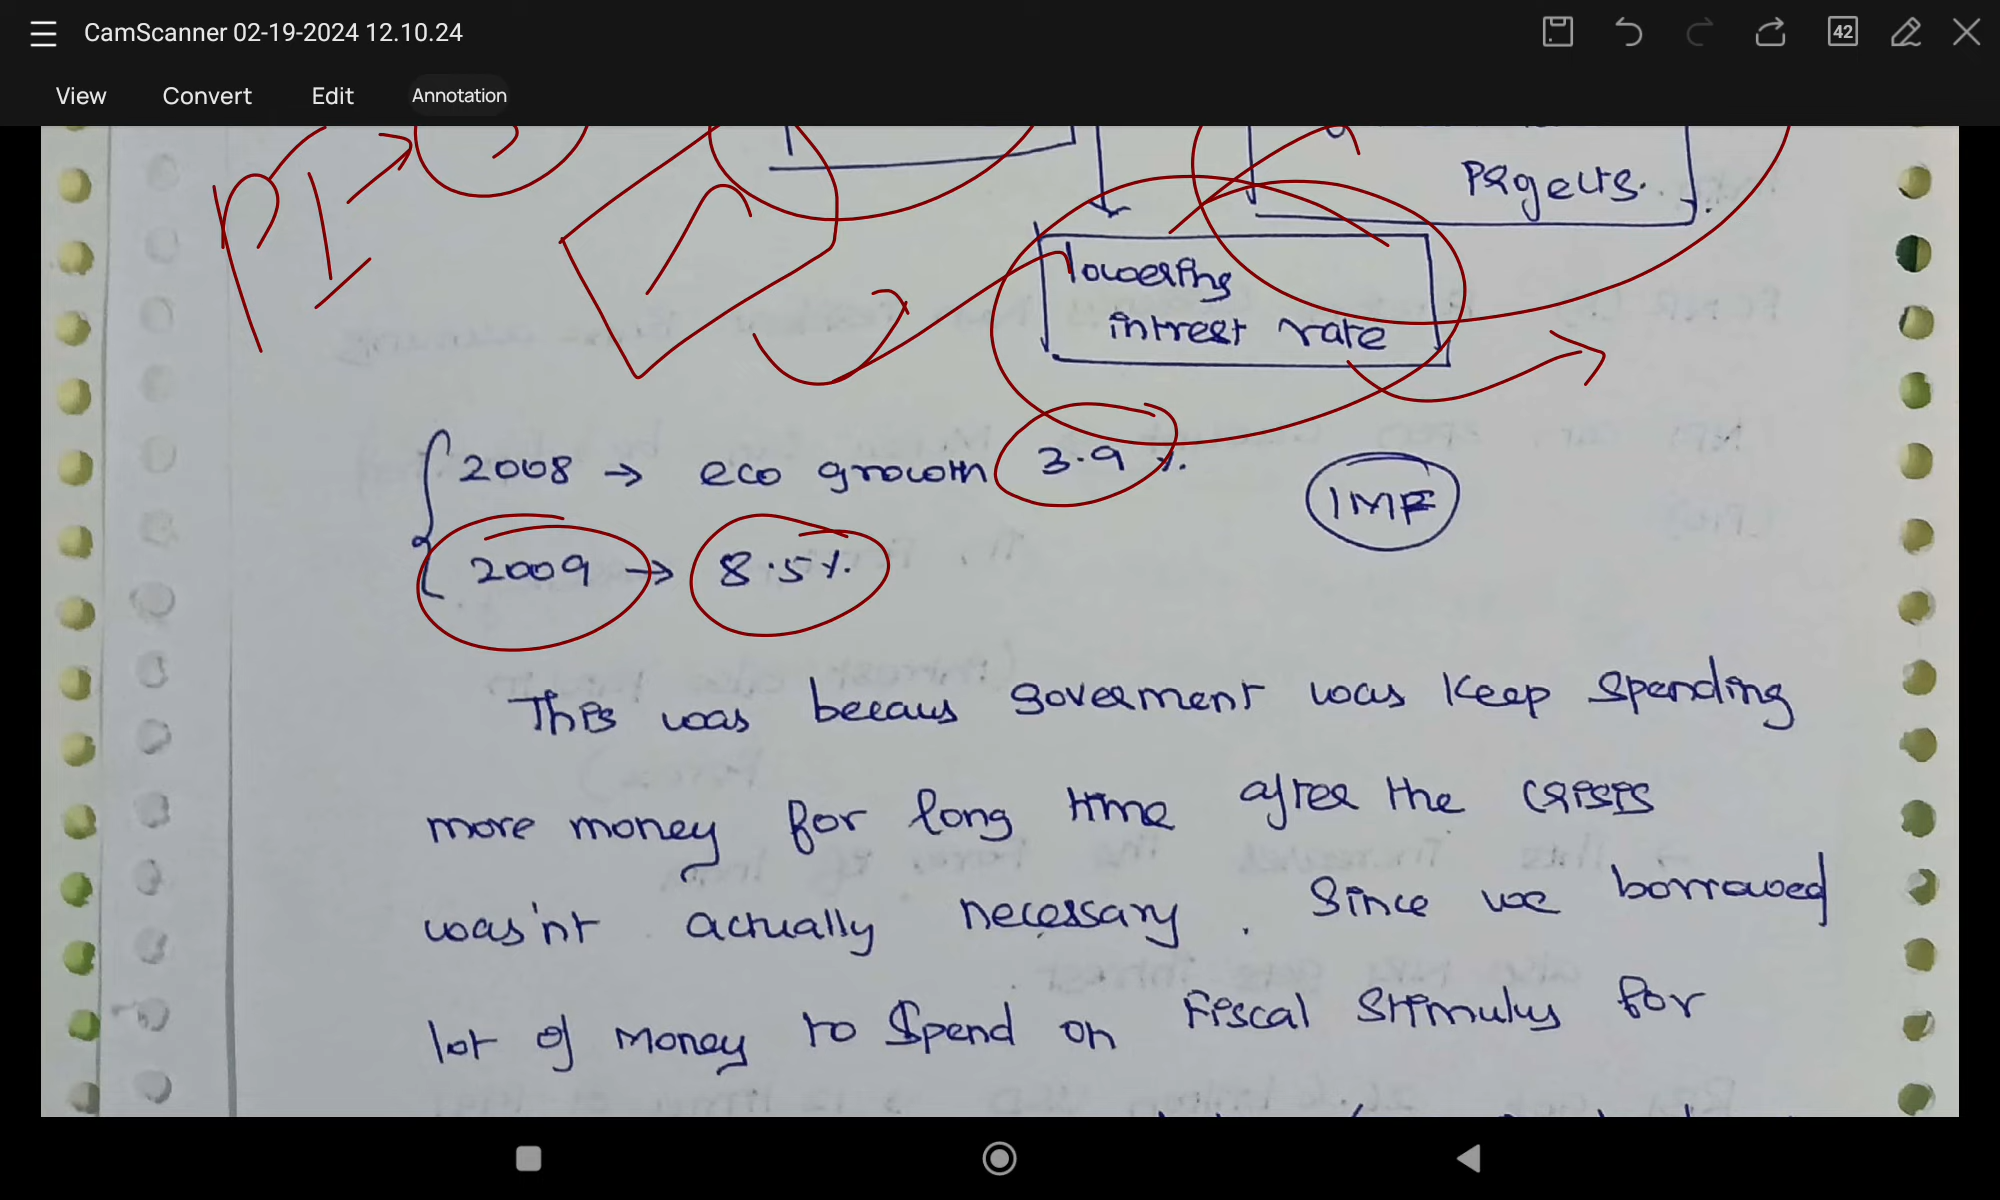 CamScanner 02-19-2024 12.10.24
42
View Convert Edit Annotation
PI →
Projects.
lowering
intrest rate
2008 → eco growth 3.9 %.
IMF
2009 → 8.5%.
This was becaus goverment was keep spending
more money for long time after the crisis
was'nt actually necessary. Since we borrowed
lot of money to spend on Fiscal Stimulus for